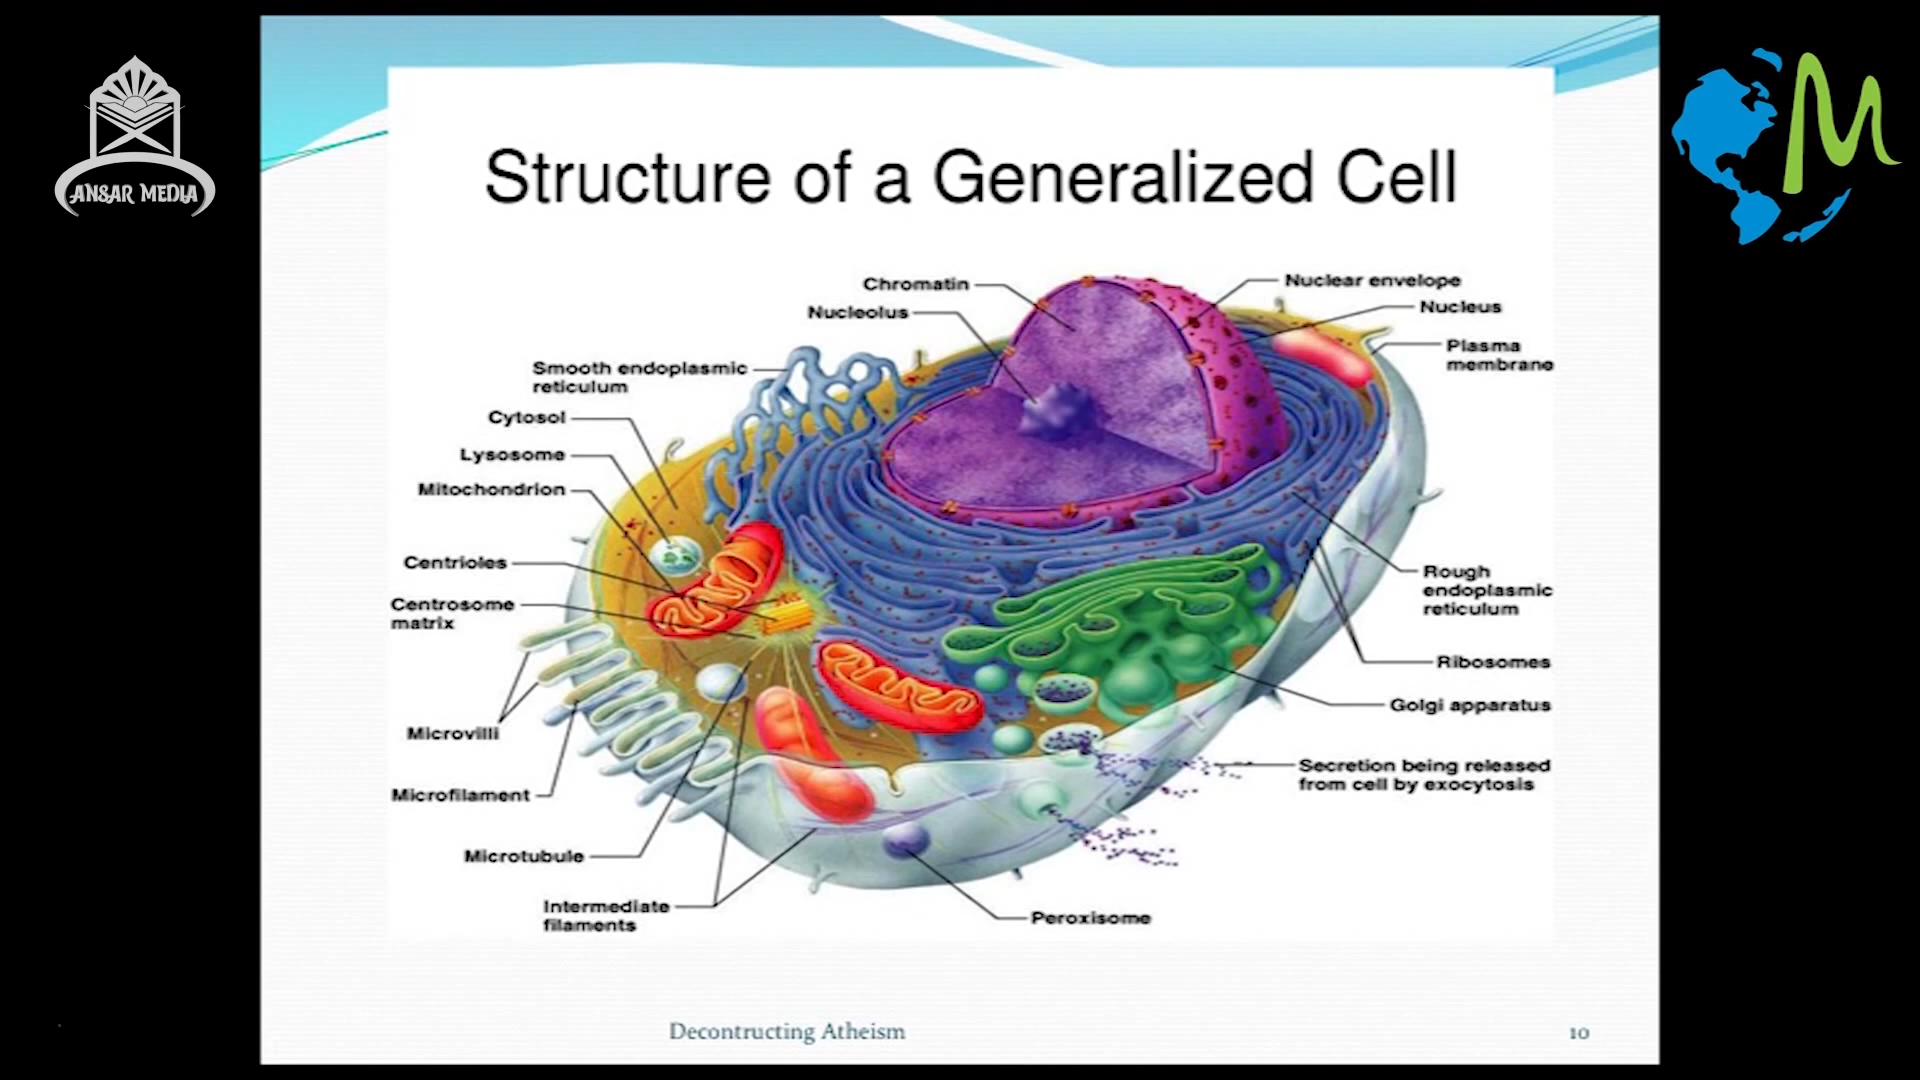 ANSAR MEDIA
M
Structure of a Generalized Cell
Chromatin
Nucleolus
Smooth endoplasmic
reticulum
Cytosol
Lysosome
Mitochondrion
Centrioles
Centrosome
matrix
Microvilli
Microfilament
Microtubule
Intermediate
filaments
Nuclear envelope
Nucleus
Plasma
membrane
Rough
endoplasmic
reticulum
Ribosomes
Golgi apparatus
Secretion being released
from cell by exocytosis
Peroxisome
Decontructing Atheism
10